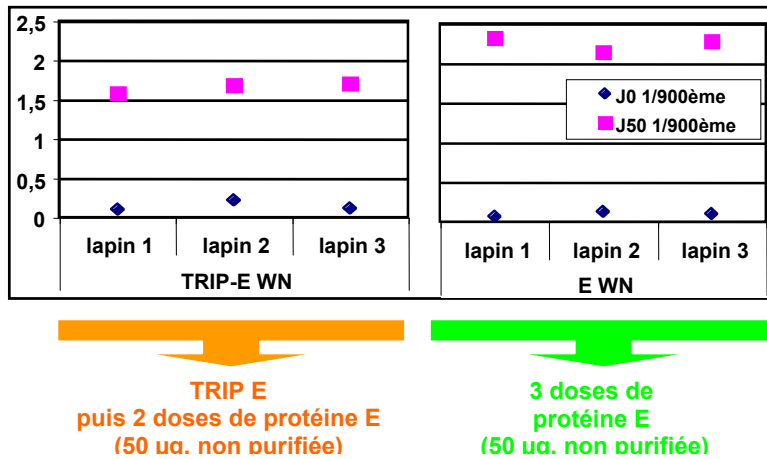 2,5
2
1,5
1
0,5
0
J0 1/900ème
J50 1/900ème
lapin 1 lapin 2 lapin 3
TRIP-E WN
lapin 1 lapin 2 lapin 3
E WN
TRIP E
puis 2 doses de protéine E
(50 µg, non purifiée)
3 doses de
protéine E
(50 µg, non purifiée)